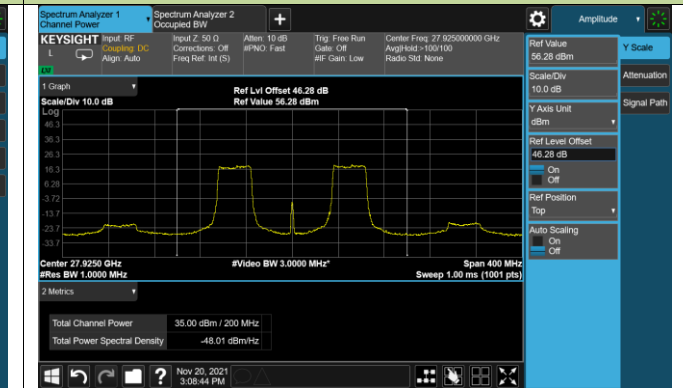 Spectrum Analyzer 1
Channel Power
Spectrum Analyzer 2
Occupied BW
Amplitude
KEYSIGHT
L
Input: RF
Coupling: DC
Align: Auto
Input Z: 50 Ω
Corrections: Off
Freq Ref: Int (S)
Atten: 10 dB
#PNO: Fast
Trig: Free Run
Gate: Off
#IF Gain: Low
Center Freq: 27.925000000 GHz
Avg|Hold:>100/100
Radio Std: None
1 Graph
Scale/Div 10.0 dB
Ref Lvl Offset 46.28 dB
Ref Value 56.28 dBm
Log
46.3
36.3
26.3
16.3
6.28
-3.72
-13.7
-23.7
-33.7
Center 27.9250 GHz
#Res BW 1.0000 MHz
#Video BW 3.0000 MHz*
Span 400 MHz
Sweep 1.00 ms (1001 pts)
2 Metrics
Total Channel Power 35.00 dBm / 200 MHz
Total Power Spectral Density -48.01 dBm/Hz
Nov 20, 2021
3:08:44 PM
Ref Value
56.28 dBm
Scale/Div
10.0 dB
Y Axis Unit
dBm
Ref Level Offset
46.28 dB
On
Off
Ref Position
Top
Auto Scaling
On
Off
Y Scale
Attenuation
Signal Path